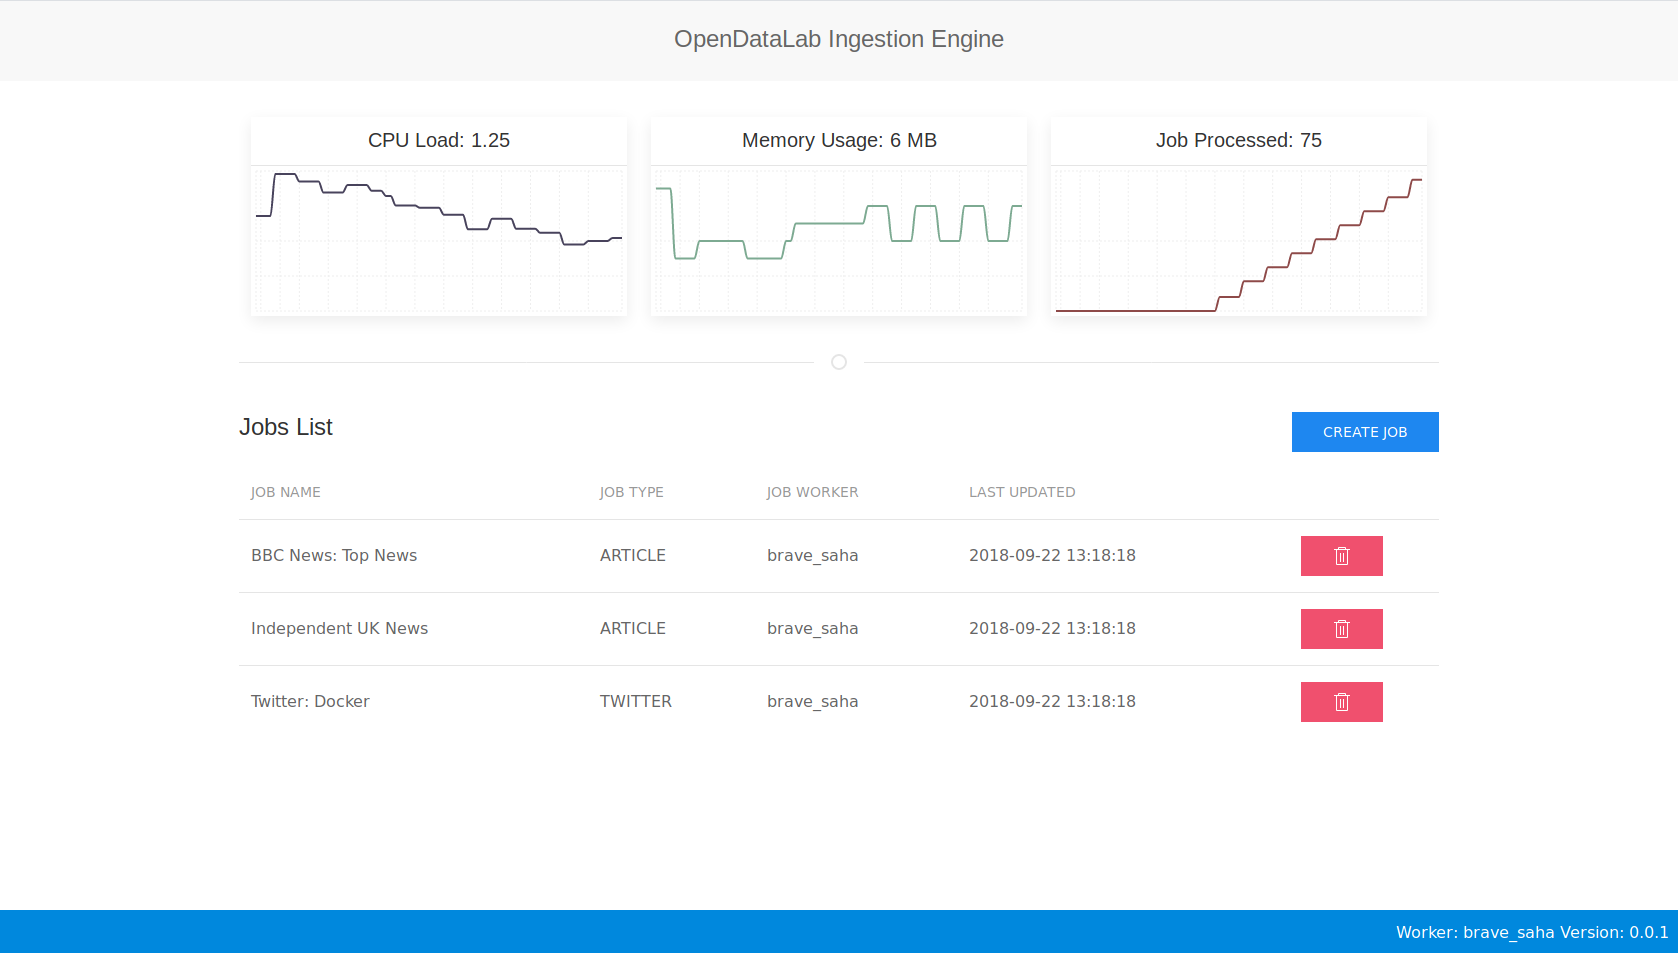 OpenDataLab Ingestion Engine
CPU Load: 1.25
Memory Usage: 6 MB
Job Processed: 75
Jobs List
CREATE JOB
JOB NAME JOB TYPE JOB WORKER LAST UPDATED
BBC News: Top News ARTICLE brave_saha 2018-09-22 13:18:18
Independent UK News ARTICLE brave_saha 2018-09-22 13:18:18
Twitter: Docker TWITTER brave_saha 2018-09-22 13:18:18
Worker: brave_saha Version: 0.0.1